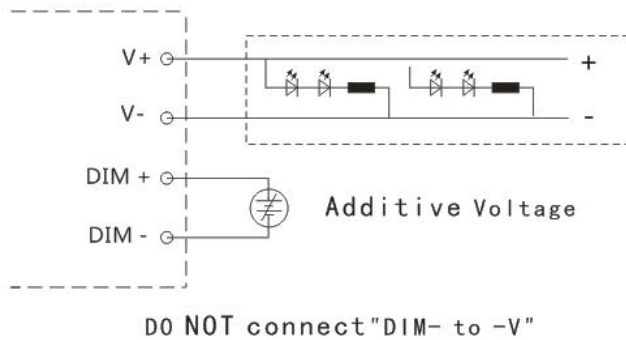 V+
+
V-
-
DIM +
Additive Voltage
DIM -
DO NOT connect"DIM- to -V"